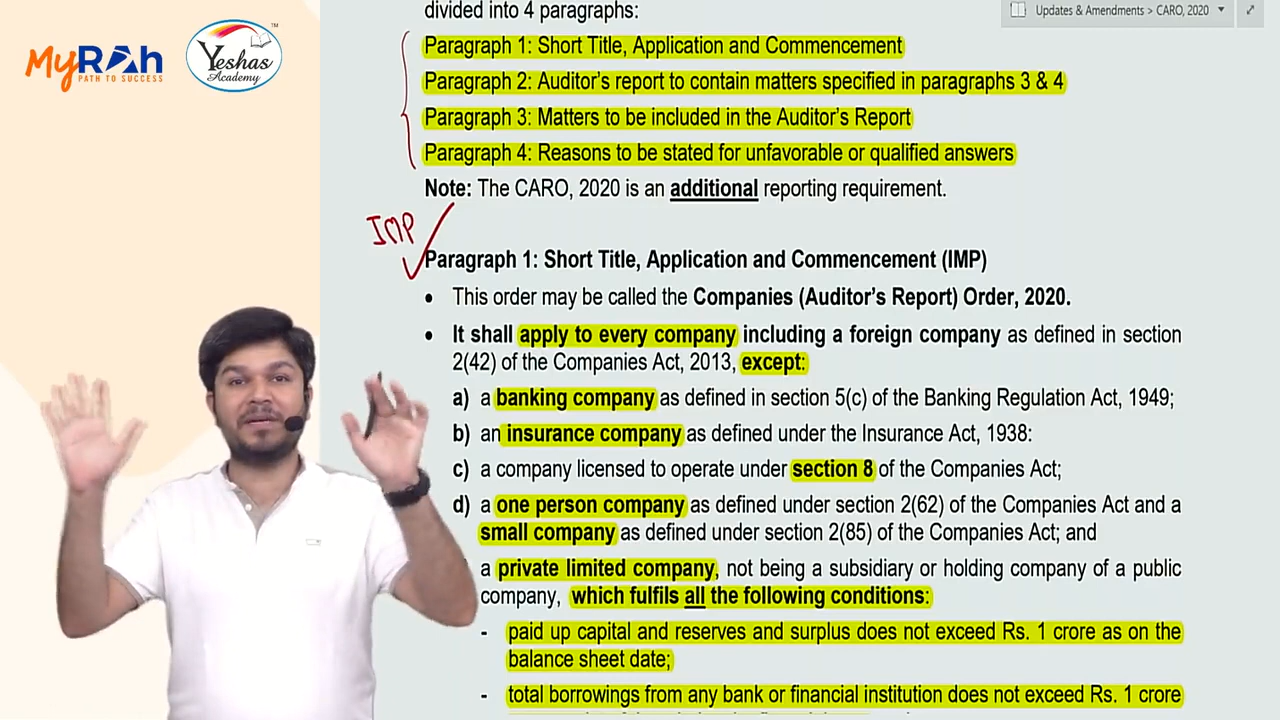 MyRAh
PATH TO SUCCESS
Yeshas
Academy
TM
Updates & Amendments > CARO, 2020
divided into 4 paragraphs:
Paragraph 1: Short Title, Application and Commencement
Paragraph 2: Auditor's report to contain matters specified in paragraphs 3 & 4
Paragraph 3: Matters to be included in the Auditor's Report
Paragraph 4: Reasons to be stated for unfavorable or qualified answers
Note: The CARO, 2020 is an additional reporting requirement.
IMP
Paragraph 1: Short Title, Application and Commencement (IMP)
• This order may be called the Companies (Auditor's Report) Order, 2020.
• It shall apply to every company including a foreign company as defined in section
2(42) of the Companies Act, 2013, except:
a) a banking company as defined in section 5(c) of the Banking Regulation Act, 1949;
b) an insurance company as defined under the Insurance Act, 1938:
c) a company licensed to operate under section 8 of the Companies Act;
d) a one person company as defined under section 2(62) of the Companies Act and a
small company as defined under section 2(85) of the Companies Act; and
a private limited company, not being a subsidiary or holding company of a public
company, which fulfils all the following conditions:
- paid up capital and reserves and surplus does not exceed Rs. 1 crore as on the
balance sheet date;
- total borrowings from any bank or financial institution does not exceed Rs. 1 crore